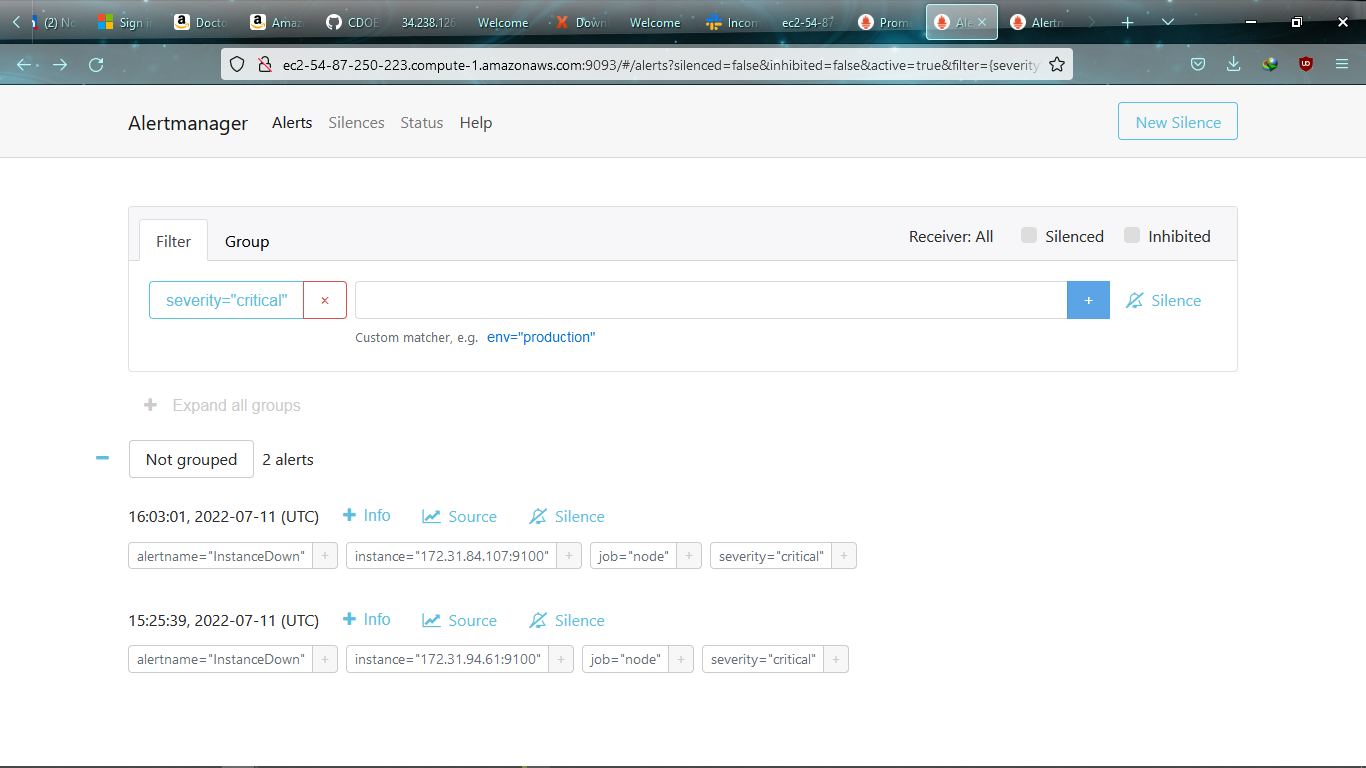 (2) No Sign in Docto Amaz CDOE 34.238.126 Welcome Down Welcome Incom ec2-54-87 Prom Ale Alertm
ec2-54-87-250-223.compute-1.amazonaws.com:9093/#/alerts?silenced=false&inhibited=false&active=true&filter={severity
Alertmanager Alerts Silences Status Help New Silence
Filter Group Receiver: All Silenced Inhibited
severity="critical" × + Silence
Custom matcher, e.g. env="production"
+ Expand all groups
− Not grouped 2 alerts
16:03:01, 2022-07-11 (UTC) + Info Source Silence
alertname="InstanceDown" + instance="172.31.84.107:9100" + job="node" + severity="critical" +
15:25:39, 2022-07-11 (UTC) + Info Source Silence
alertname="InstanceDown" + instance="172.31.94.61:9100" + job="node" + severity="critical" +